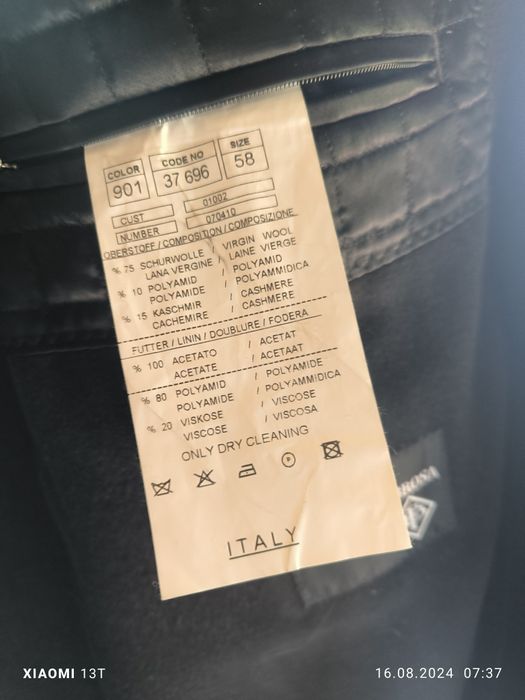 COLOR
901
CODE NO
37 696
SIZE
58
CUST
01002
NUMBER
070410
OBERSTOFF / COMPOSITION / COMPOSIZIONE
% 75 SCHURWOLLE / VIRGIN WOOL
LANA VERGINE / LAINE VIERGE
% 10 POLYAMID / POLYAMID
POLYAMIDE / POLYAMMIDICA
% 15 KASCHMIR / CASHMERE
CACHEMIRE / CASHMERE
FUTTER / LININ / DOUBLURE / FODERA
% 100 ACETATO / ACETAT
ACETATE / ACETAAT
% 80 POLYAMID / POLYAMIDE
POLYAMIDE / POLYAMMIDICA
% 20 VISKOSE / VISCOSE
VISCOSE / VISCOSA
ONLY DRY CLEANING
P
ITALY
XIAOMI 13T
16.08.2024 07:37